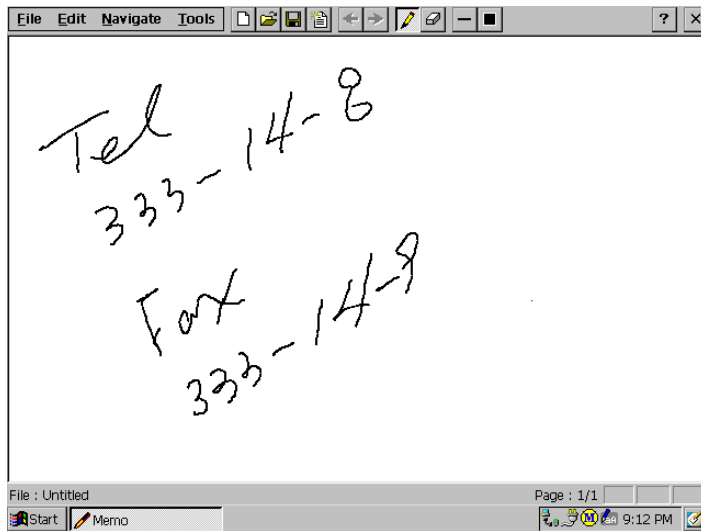 File Edit Navigate Tools ?
Tel
333-14-8
Fax
333-14-9
File : Untitled Page : 1/1
Start Memo M 9:12 PM